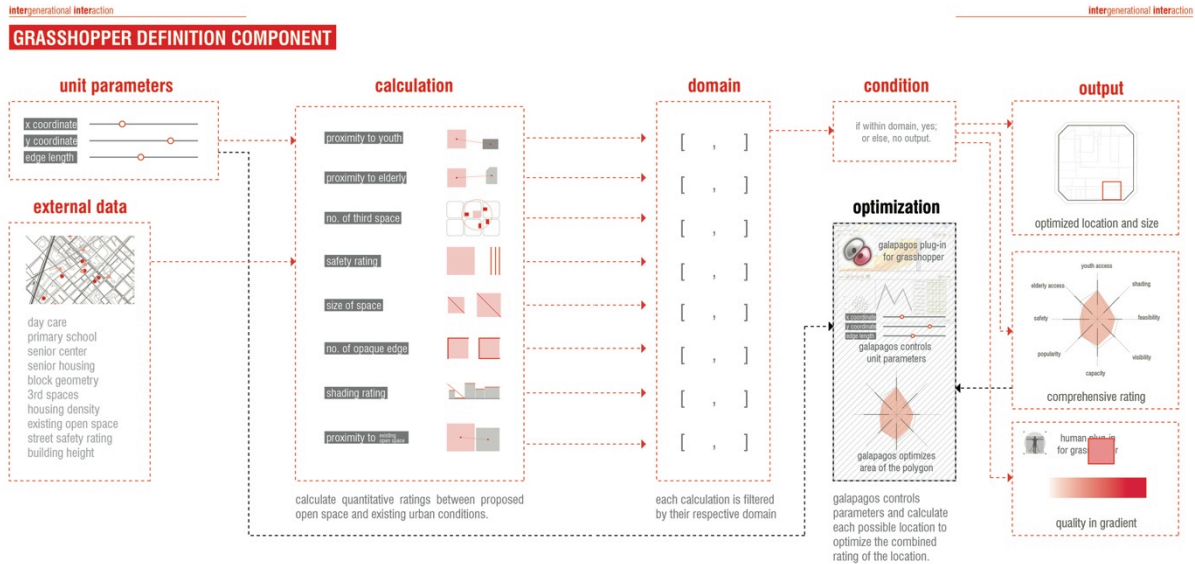 intergenerational interaction
intergenerational interaction
GRASSHOPPER DEFINITION COMPONENT
unit parameters
x coordinate
y coordinate
edge length
external data
day care
primary school
senior center
senior housing
block geometry
3rd spaces
housing density
existing open space
street safety rating
building height
calculation
proximity to youth
proximity to elderly
no. of third space
safety rating
size of space
no. of opaque edge
shading rating
proximity to existing open space
calculate quantitative ratings between proposed
open space and existing urban conditions.
domain
[ , ]
[ , ]
[ , ]
[ , ]
[ , ]
[ , ]
[ , ]
[ , ]
each calculation is filtered
by their respective domain
condition
if within domain, yes;
or else, no output.
optimization
galapagos plug-in
for grasshopper
x coordinate
y coordinate
edge length
galapagos controls
unit parameters
galapagos optimizes
area of the polygon
galapagos controls
parameters and calculate
each possible location to
optimize the combined
rating of the location.
output
optimized location and size
youth access
elderly access
shading
safety
feasibility
popularity
visibility
capacity
comprehensive rating
human
for
quality in gradient